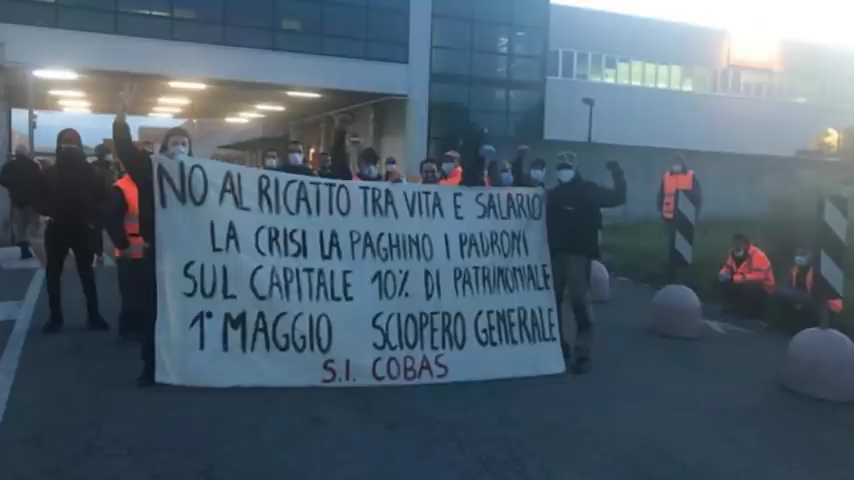 NO AL RICATTO TRA VITA E SALARIO
LA CRISI LA PAGHINO I PADRONI
SUL CAPITALE 10% DI PATRIMONIALE
1° MAGGIO SCIOPERO GENERALE
S.I. COBAS